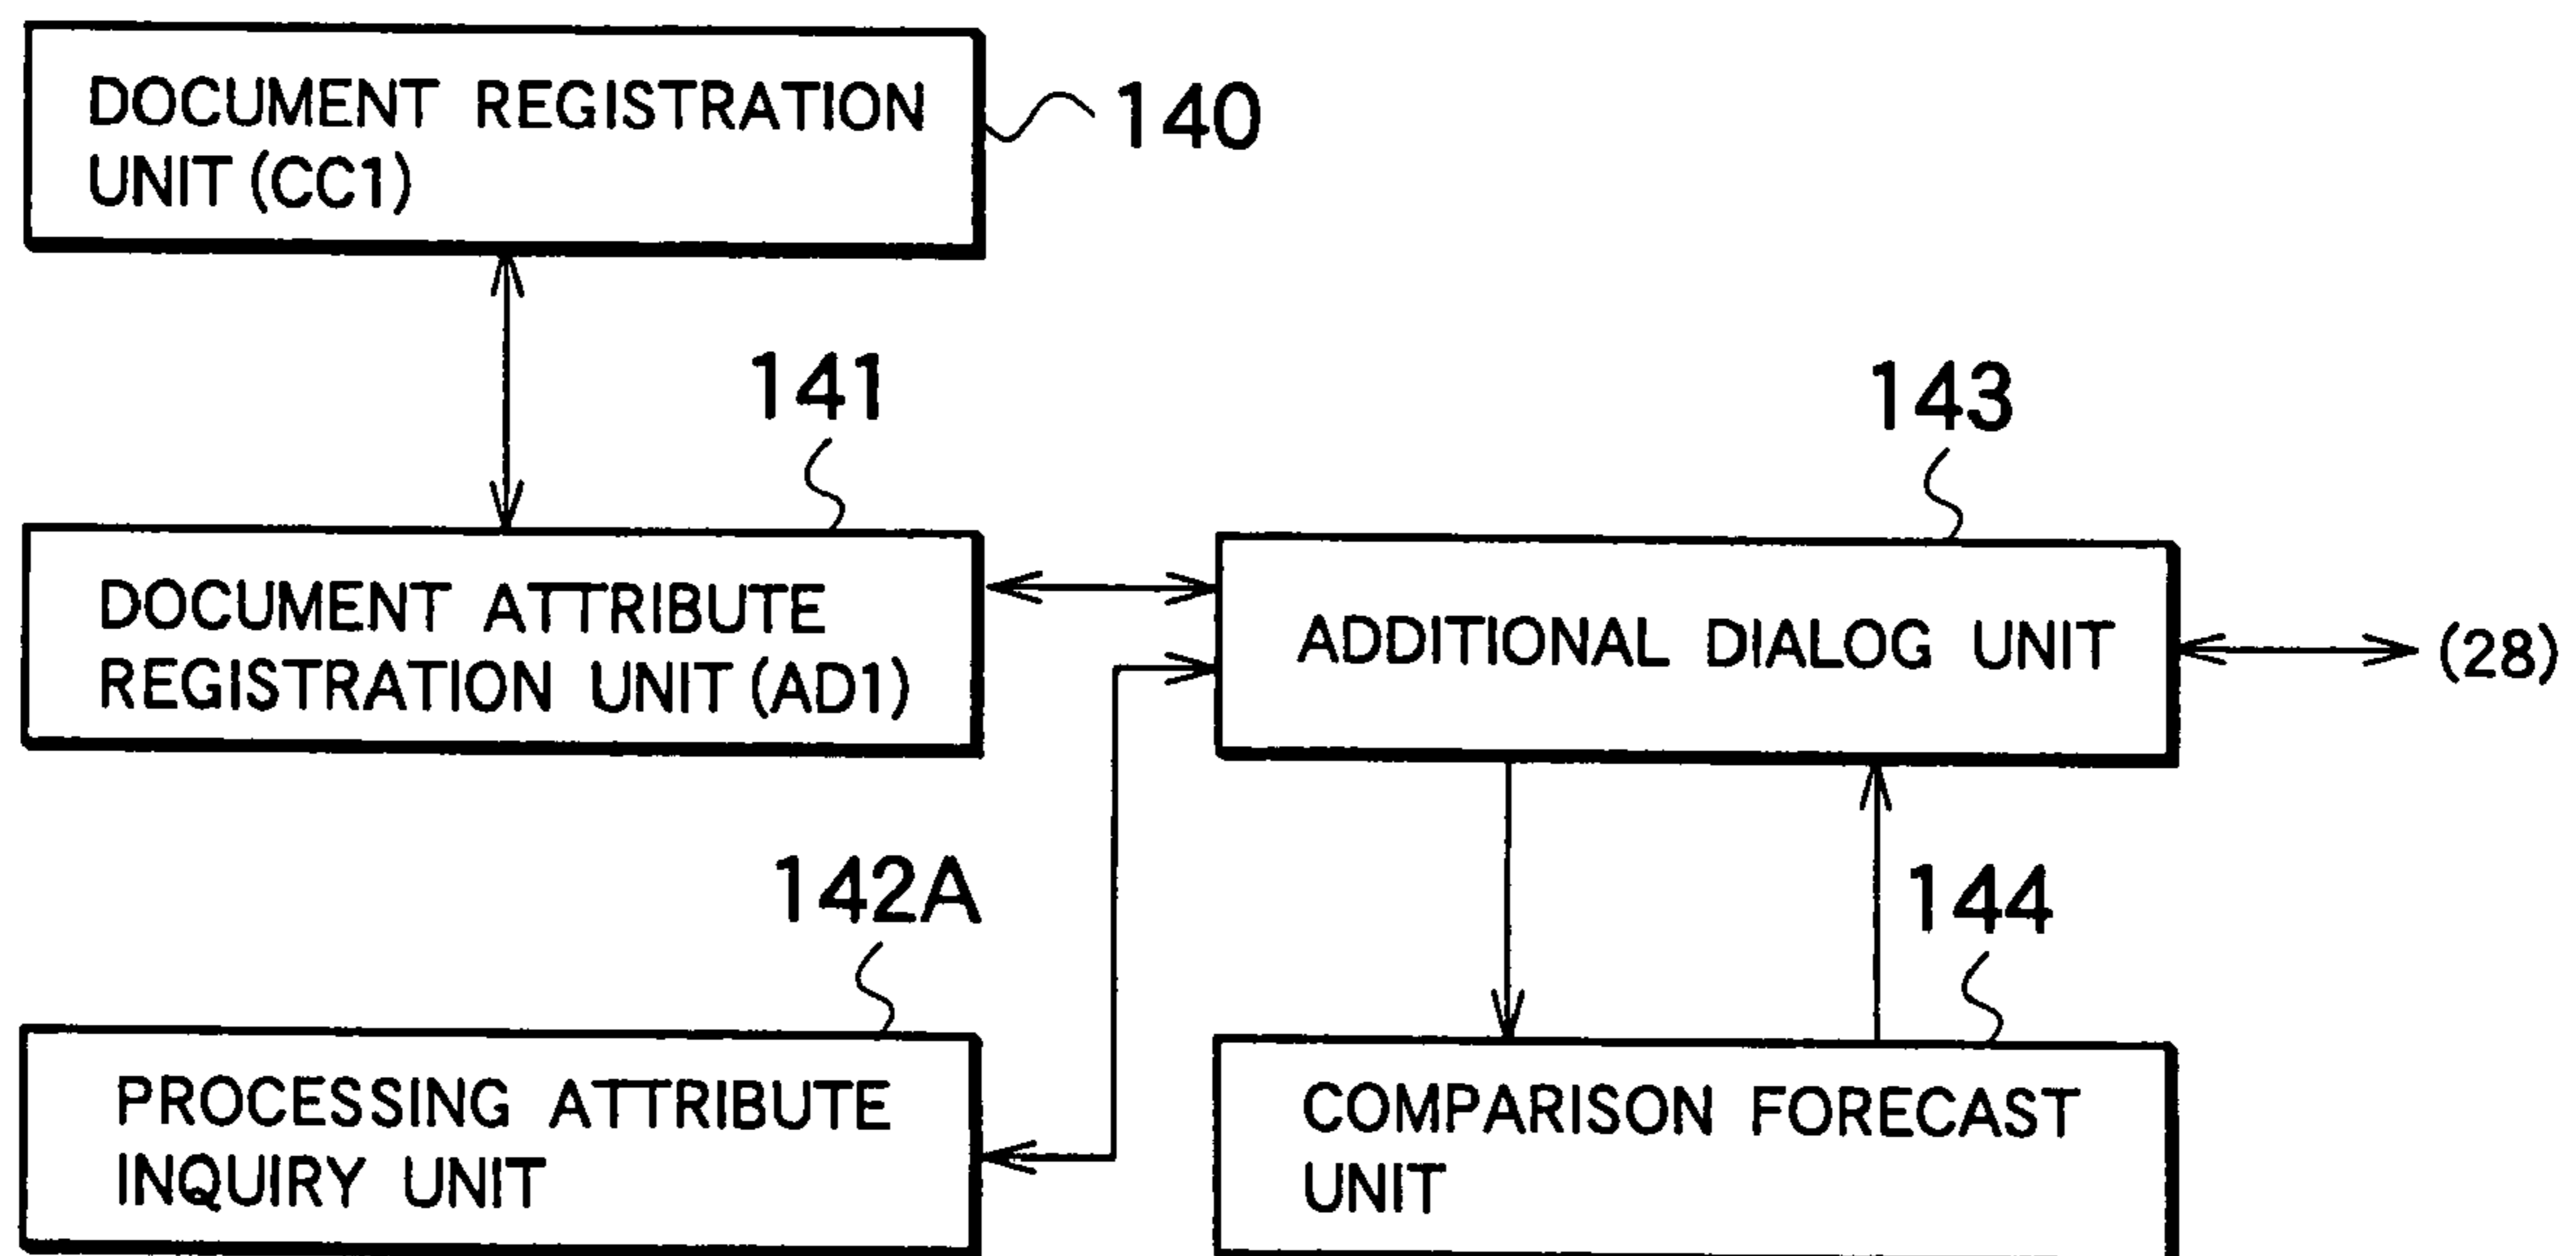 DOCUMENT REGISTRATION
UNIT (CC1)
140
141
DOCUMENT ATTRIBUTE
REGISTRATION UNIT (AD1)
143
ADDITIONAL DIALOG UNIT
(28)
142A
PROCESSING ATTRIBUTE
INQUIRY UNIT
144
COMPARISON FORECAST
UNIT